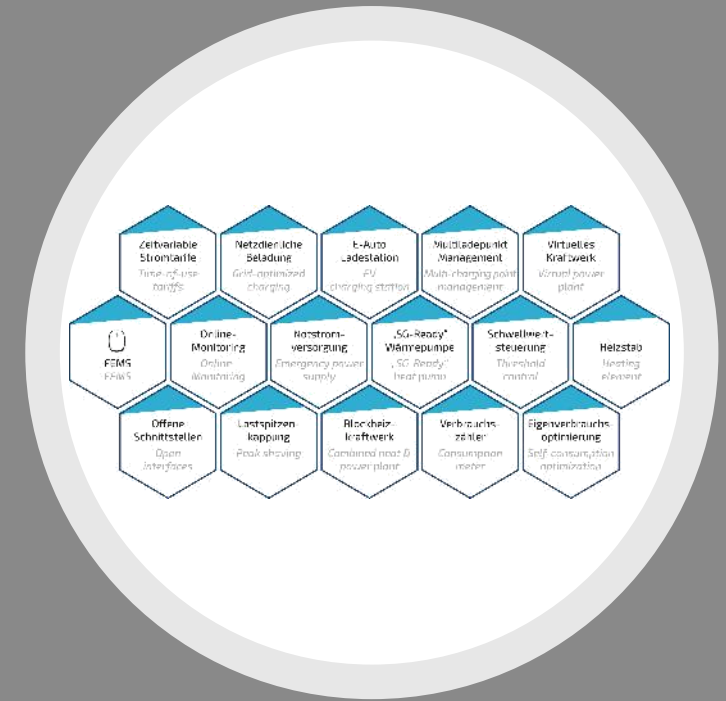 Zeitvariable
Stromtarife
Time-of-use
tariffs
Netzdienliche
Beladung
Grid-optimized
charging
E-Auto
Ladestation
EV
charging station
Multiladepunkt
Management
Multi-charging point
management
Virtuelles
Kraftwerk
Virtual power
plant
FEMS
FEMS
Online-
Monitoring
Online
Monitoring
Notstrom-
versorgung
Emergency power
supply
„SG-Ready"
Wärmepumpe
„SG-Ready"
heat pump
Schwellwert-
steuerung
Threshold
control
Heizstab
Heating
element
Offene
Schnittstellen
Open
interfaces
Lastspitzen-
kappung
Peak shaving
Blockheiz-
kraftwerk
Combined heat &
power plant
Verbrauchs-
zähler
Consumption
meter
Eigenverbrauchs-
optimierung
Self-consumption
optimization